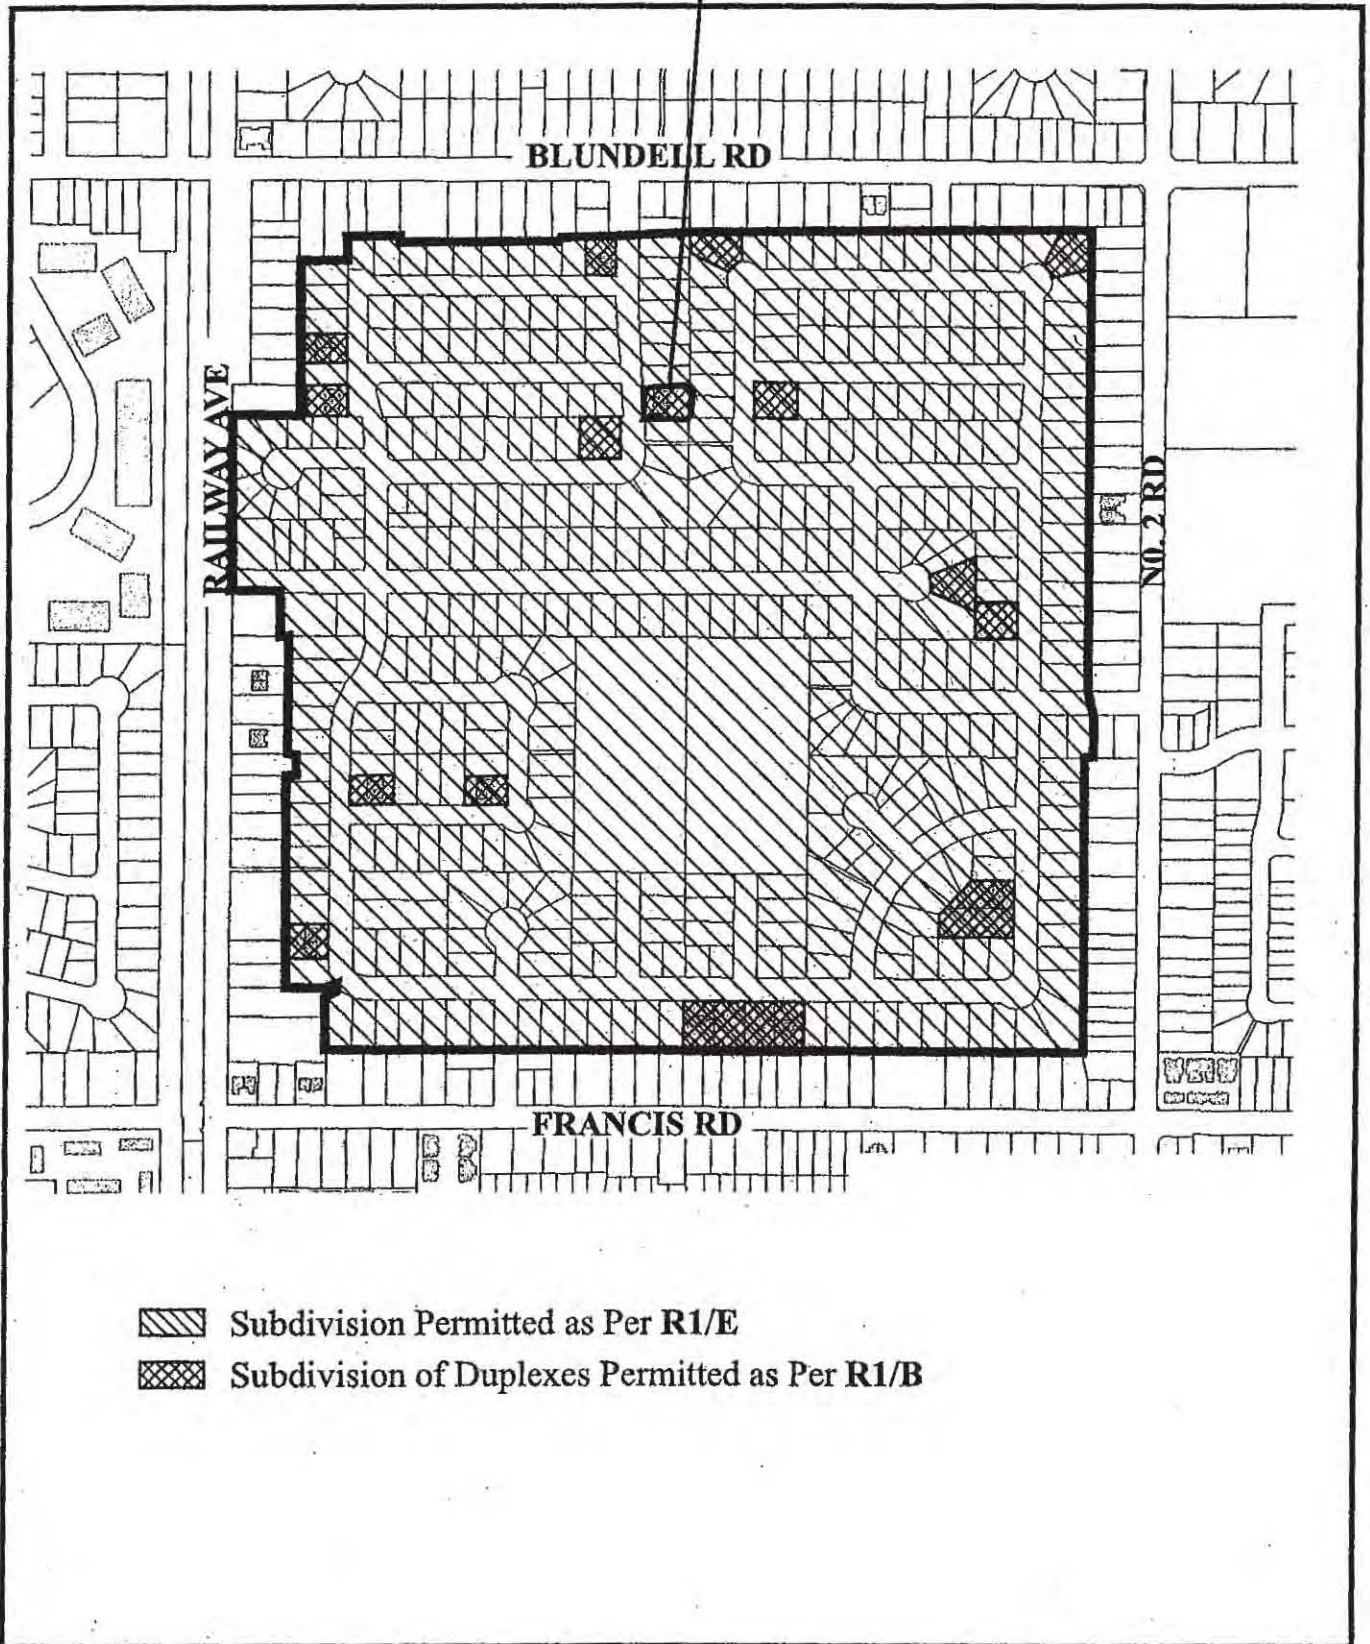 BLUNDELL RD
RAILWAY AVE
N0. 2 RD
FRANCIS RD
Subdivision Permitted as Per R1/E
Subdivision of Duplexes Permitted as Per R1/B